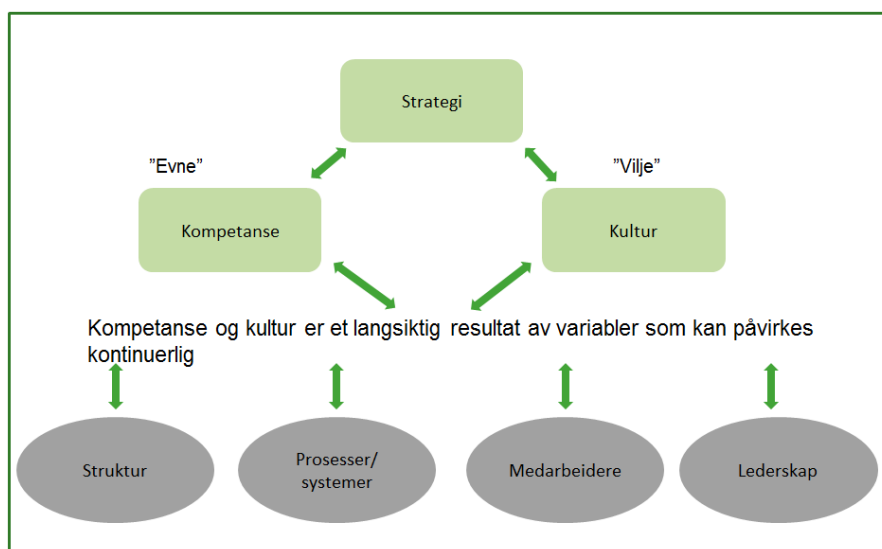 Strategi
”Evne”
”Vilje”
Kompetanse
Kultur
Kompetanse og kultur er et langsiktig resultat av variabler som kan påvirkes
kontinuerlig
Struktur
Prosesser/
systemer
Medarbeidere
Lederskap